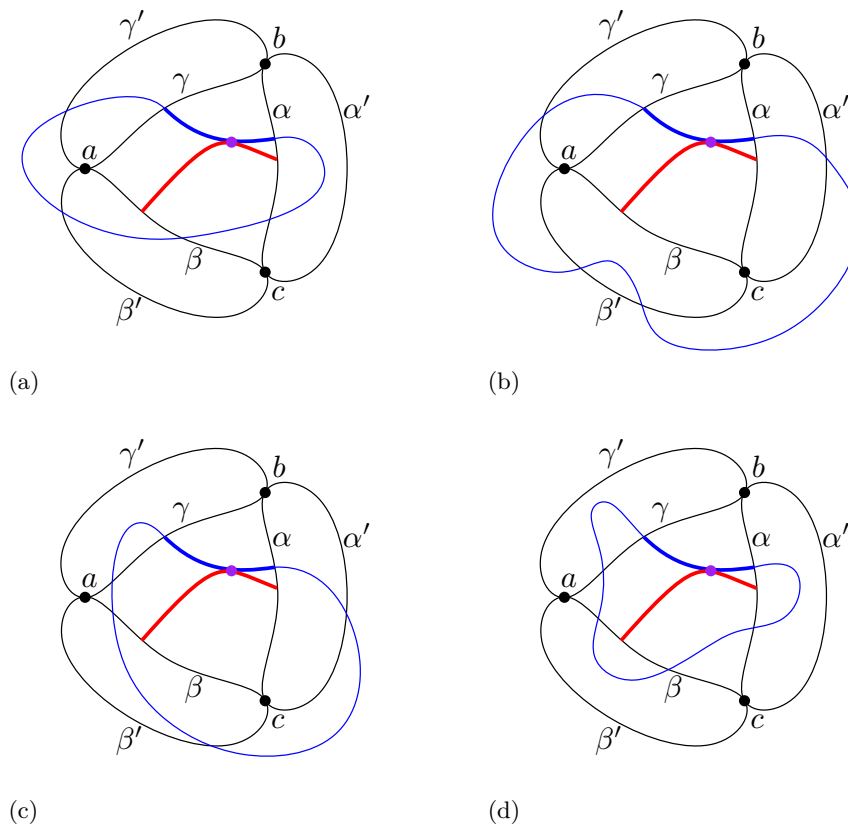 γ′ b γ α α′ a β c β′
(a)
γ′ b γ α α′ a β c β′
(b)
γ′ b γ α α′ a β c β′
(c)
γ′ b γ α α′ a β c β′
(d)